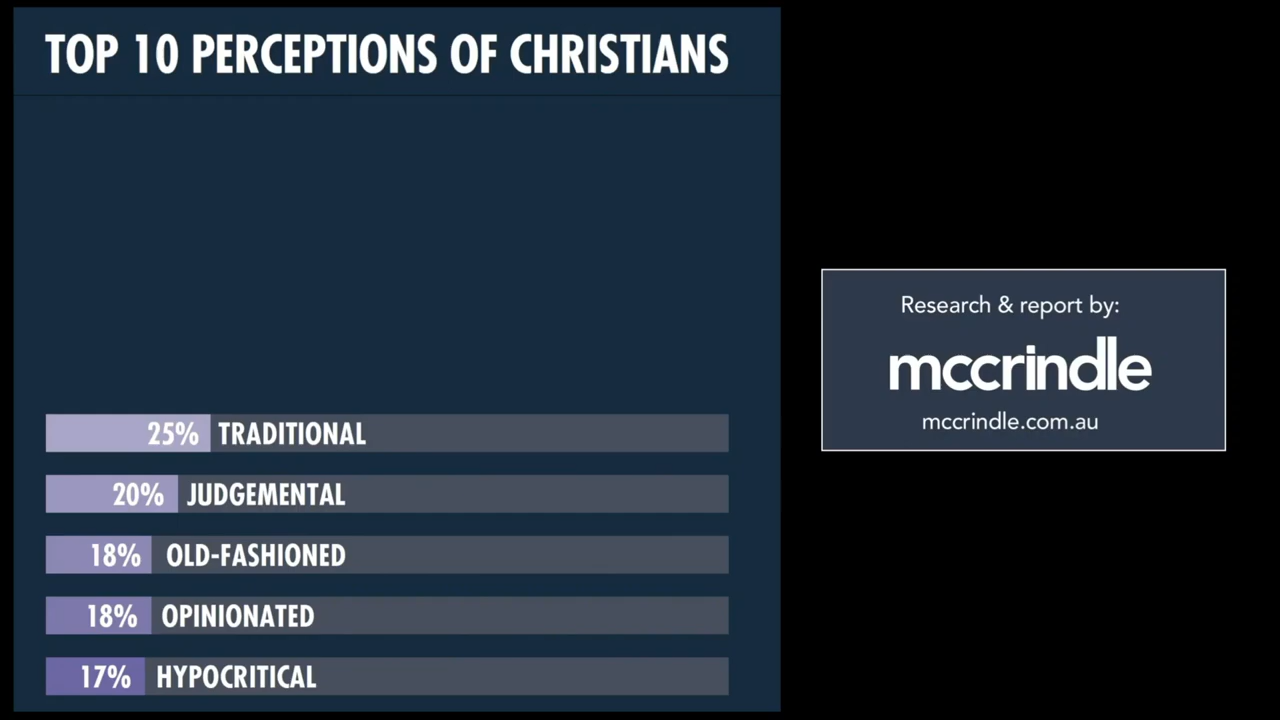 TOP 10 PERCEPTIONS OF CHRISTIANS
25% TRADITIONAL
20% JUDGEMENTAL
18% OLD-FASHIONED
18% OPINIONATED
17% HYPOCRITICAL
Research & report by:
mccrindle
mccrindle.com.au